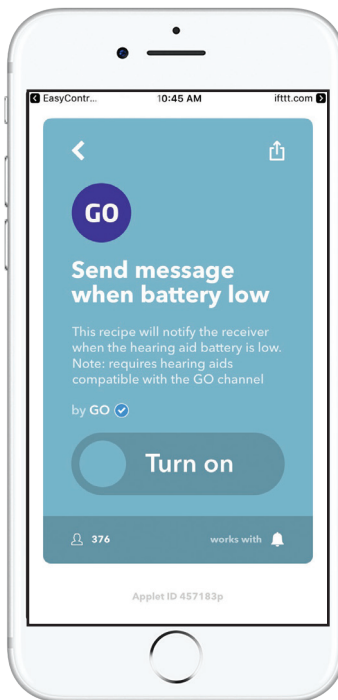 EasyContr... 10:45 AM ifttt.com
GO
Send message
when battery low
This recipe will notify the receiver
when the hearing aid battery is low.
Note: requires hearing aids
compatible with the GO channel
by GO
Turn on
376 works with
Applet ID 457183p